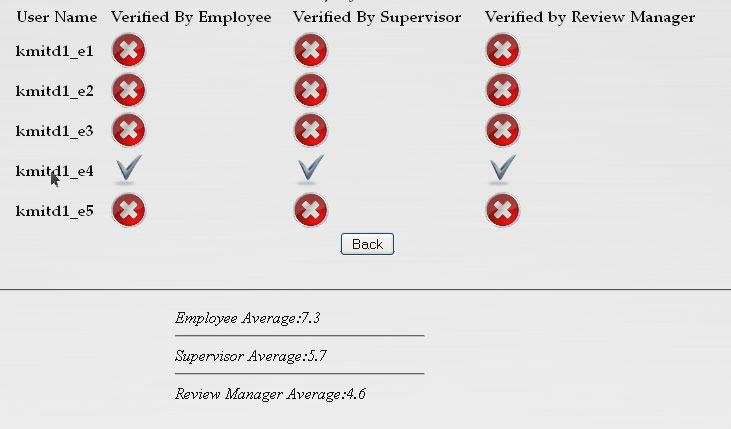 User Name Verified By Employee Verified By Supervisor Verified by Review Manager
kmitd1_e1
kmitd1_e2
kmitd1_e3
kmitd1_e4
kmitd1_e5
Back
Employee Average:7.3
Supervisor Average:5.7
Review Manager Average:4.6